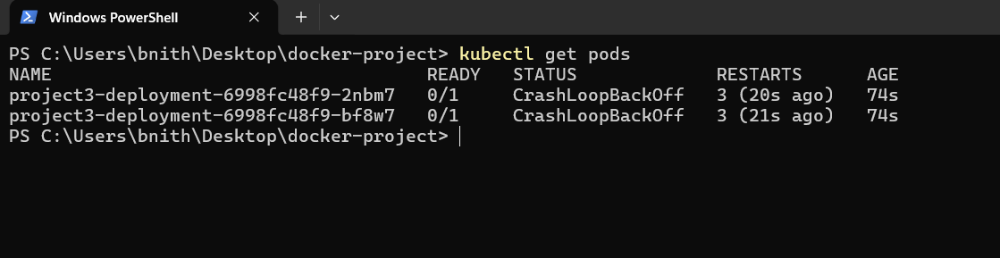 Windows PowerShell
PS C:\Users\bnith\Desktop\docker-project> kubectl get pods
NAME READY STATUS RESTARTS AGE
project3-deployment-6998fc48f9-2nbm7 0/1 CrashLoopBackOff 3 (20s ago) 74s
project3-deployment-6998fc48f9-bf8w7 0/1 CrashLoopBackOff 3 (21s ago) 74s
PS C:\Users\bnith\Desktop\docker-project>